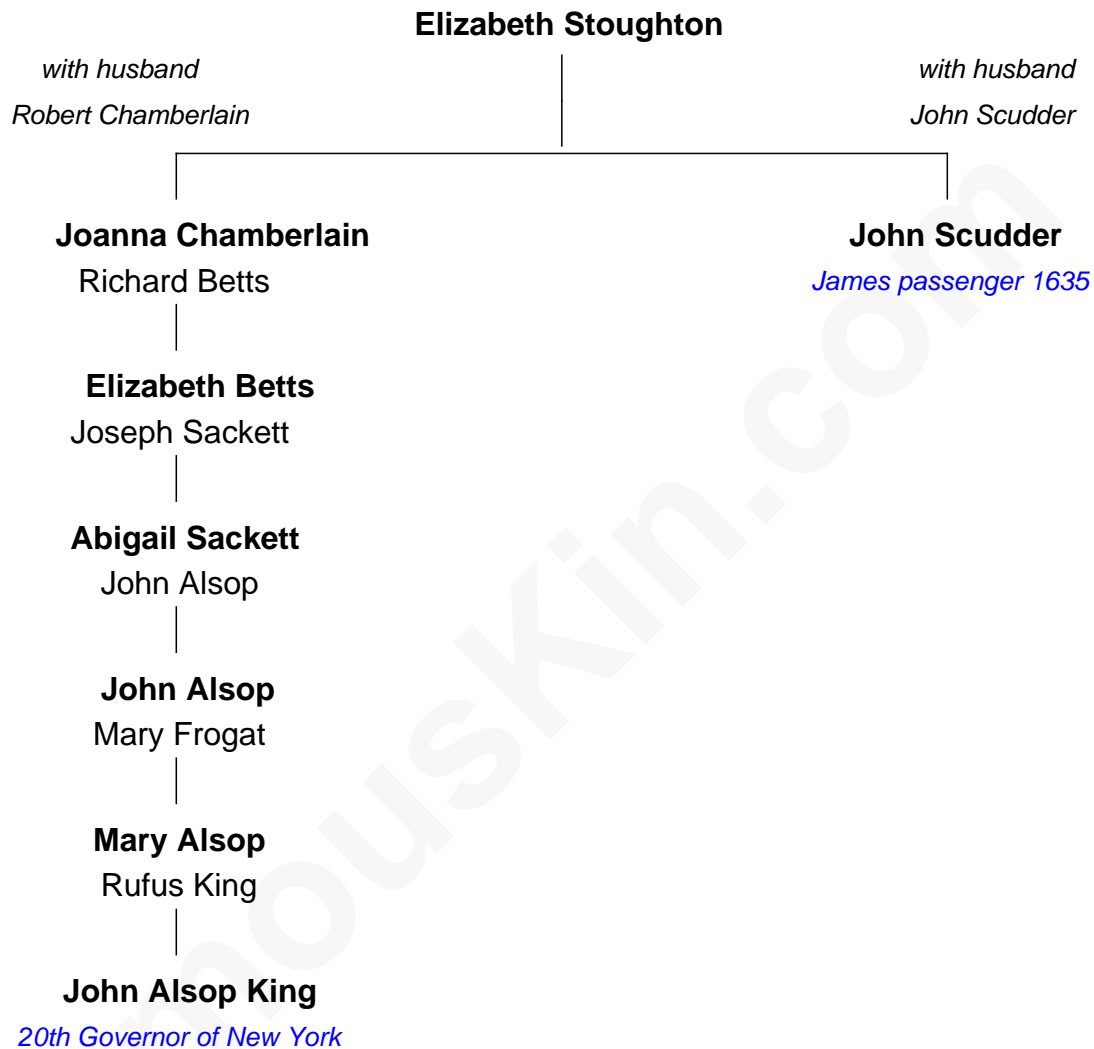 Elizabeth Stoughton
with husband
Robert Chamberlain
with husband
John Scudder
Joanna Chamberlain
Richard Betts
John Scudder
James passenger 1635
Elizabeth Betts
Joseph Sackett
Abigail Sackett
John Alsop
John Alsop
Mary Frogat
Mary Alsop
Rufus King
John Alsop King
20th Governor of New York
mouskin.com